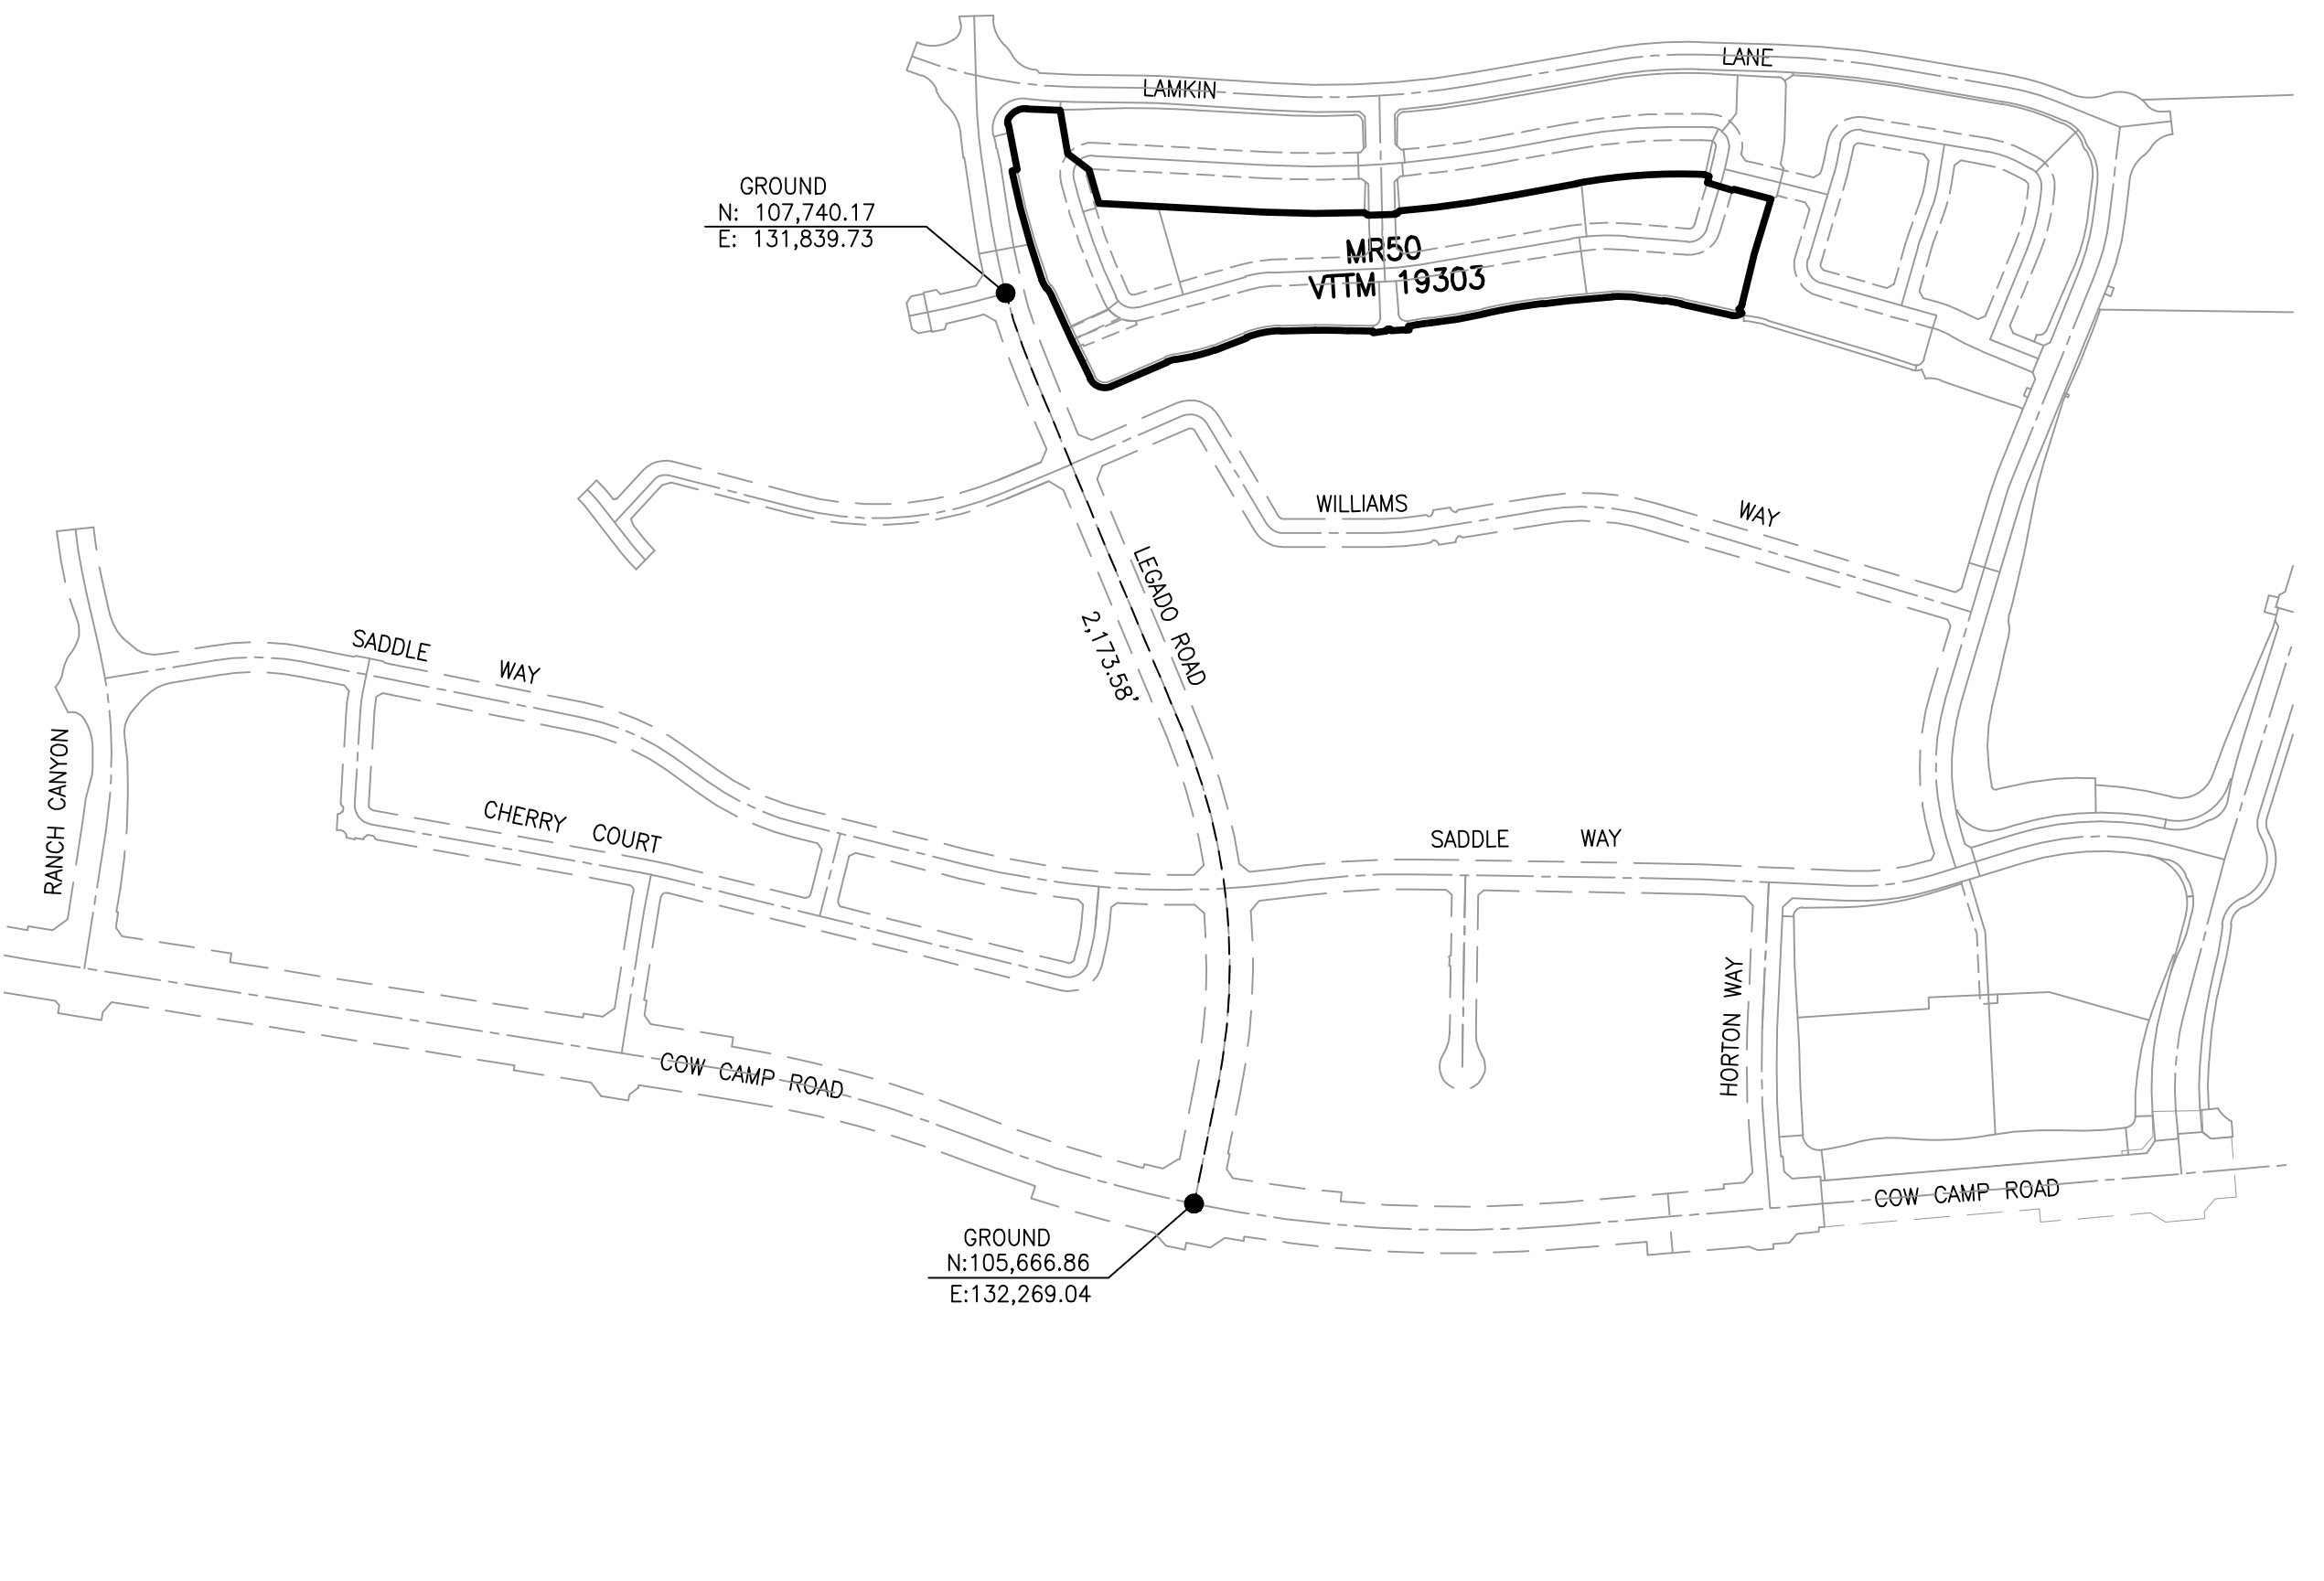 LANE
LAMKIN
GROUND
N: 107,740.17
E: 131,839.73
MR50
VTTM 19303
WILLIAMS WAY
LEGADO ROAD
2,173.58'
SADDLE WAY
RANCH CANYON
CHERRY COURT
SADDLE WAY
HORTON WAY
COW CAMP ROAD
COW CAMP ROAD
GROUND
N:105,666.86
E:132,269.04